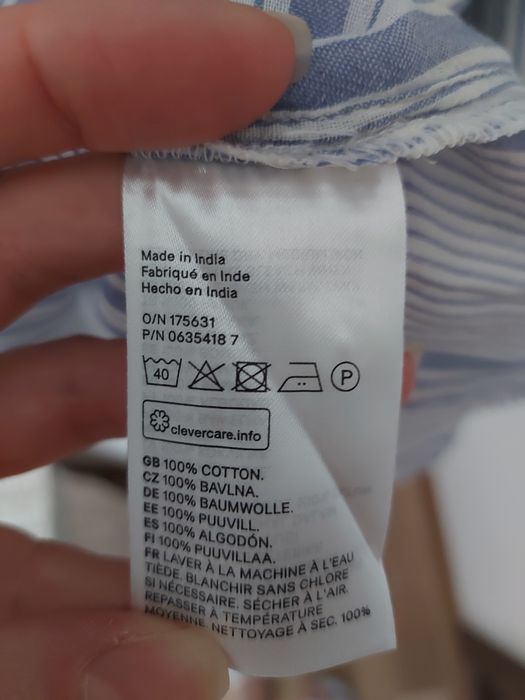 Made in India
Fabriqué en Inde
Hecho en India
O/N 175631
P/N 0635418 7
40 P
clevercare.info
GB 100% COTTON.
CZ 100% BAVLNA.
DE 100% BAUMWOLLE.
EE 100% PUUVILL.
ES 100% ALGODÓN.
FI 100% PUUVILLAA.
FR LAVER À LA MACHINE À L'EAU
TIÈDE. BLANCHIR SANS CHLORE
SI NÉCESSAIRE. SÉCHER À L'AIR.
REPASSER À TEMPÉRATURE
MOYENNE. NETTOYAGE À SEC. 100%